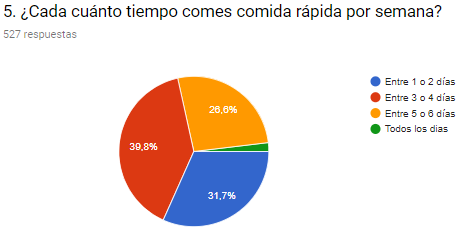 5. ¿Cada cuánto tiempo comes comida rápida por semana?
527 respuestas
Entre 1 o 2 días
Entre 3 o 4 días
Entre 5 o 6 días
Todos los dias
26,6%
39,8%
31,7%